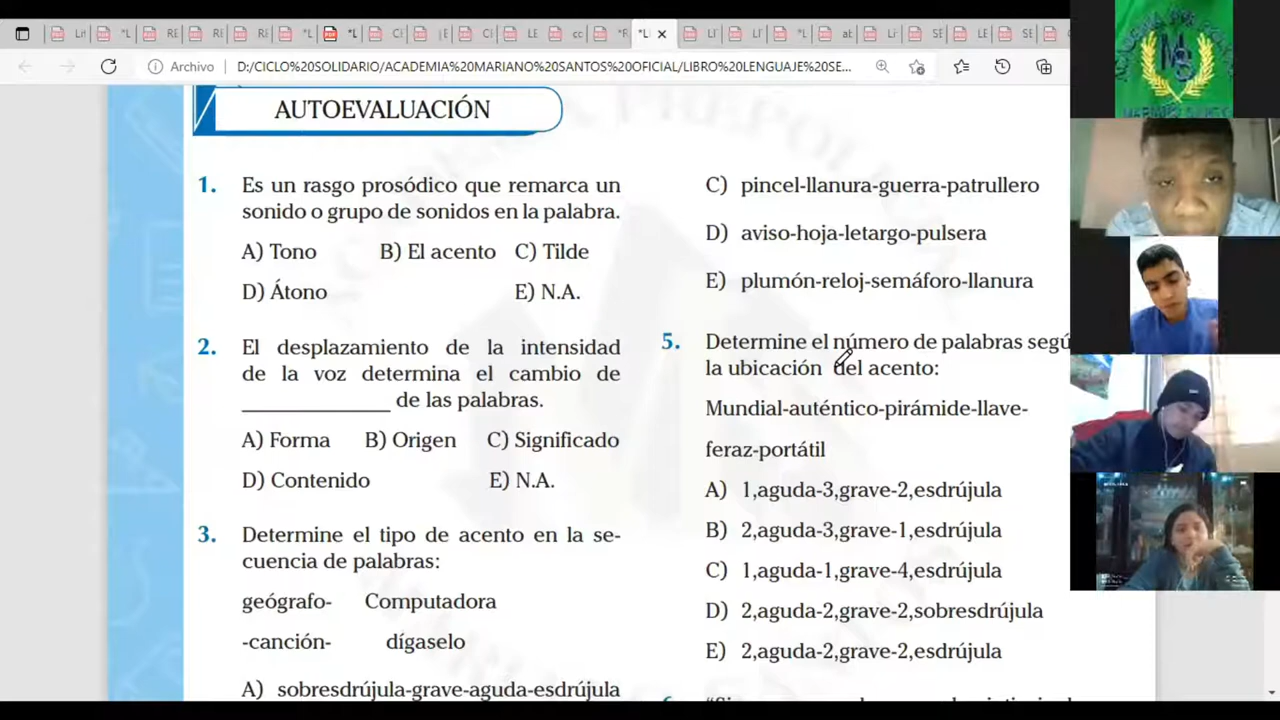 Archivo
D:/CICLO%20SOLIDARIO/ACADEMIA%20MARIANO%20SANTOS%20OFICIAL/LIBRO%20LENGUAJE%20SE...
AUTOEVALUACIÓN
1. Es un rasgo prosódico que remarca un
sonido o grupo de sonidos en la palabra.
A) Tono B) El acento C) Tilde
D) Átono E) N.A.
2. El desplazamiento de la intensidad
de la voz determina el cambio de
______________ de las palabras.
A) Forma B) Origen C) Significado
D) Contenido E) N.A.
3. Determine el tipo de acento en la se-
cuencia de palabras:
geógrafo- Computadora
-canción- dígaselo
A) sobresdrújula-grave-aguda-esdrújula
C) pincel-llanura-guerra-patrullero
D) aviso-hoja-letargo-pulsera
E) plumón-reloj-semáforo-llanura
5. Determine el número de palabras segú
la ubicación del acento:
Mundial-auténtico-pirámide-llave-
feraz-portátil
A) 1,aguda-3,grave-2,esdrújula
B) 2,aguda-3,grave-1,esdrújula
C) 1,aguda-1,grave-4,esdrújula
D) 2,aguda-2,grave-2,sobresdrújula
E) 2,aguda-2,grave-2,esdrújula